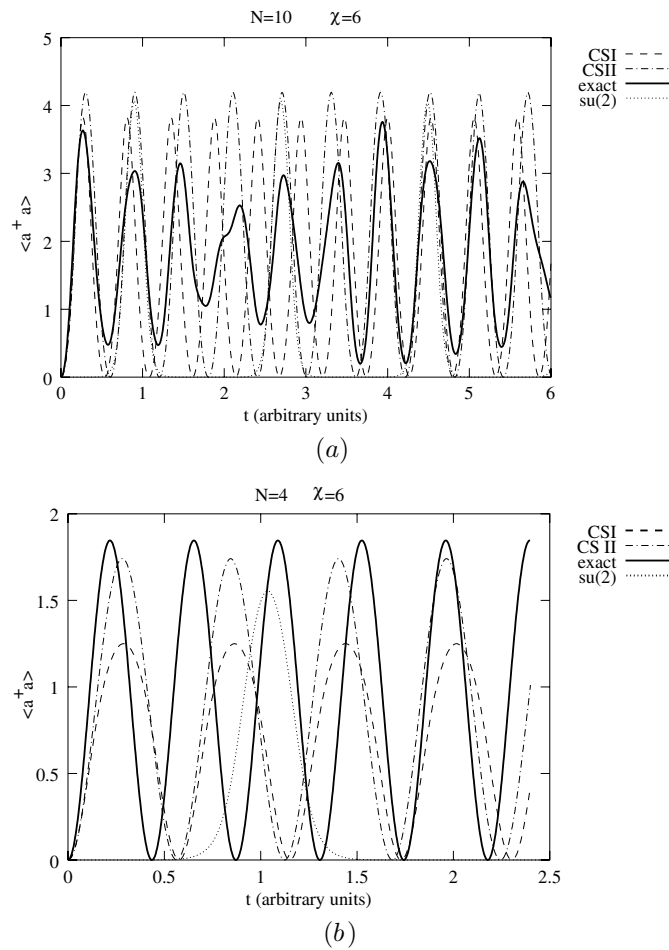 N=10 χ=6
5
4
3
2
1
0
<a⁺a>
0 1 2 3 4 5 6
t (arbitrary units)
CSI
CSII
exact
su(2)
(a)
N=4 χ=6
2
1.5
1
0.5
0
<a⁺a>
0 0.5 1 1.5 2 2.5
t (arbitrary units)
CSI
CS II
exact
su(2)
(b)